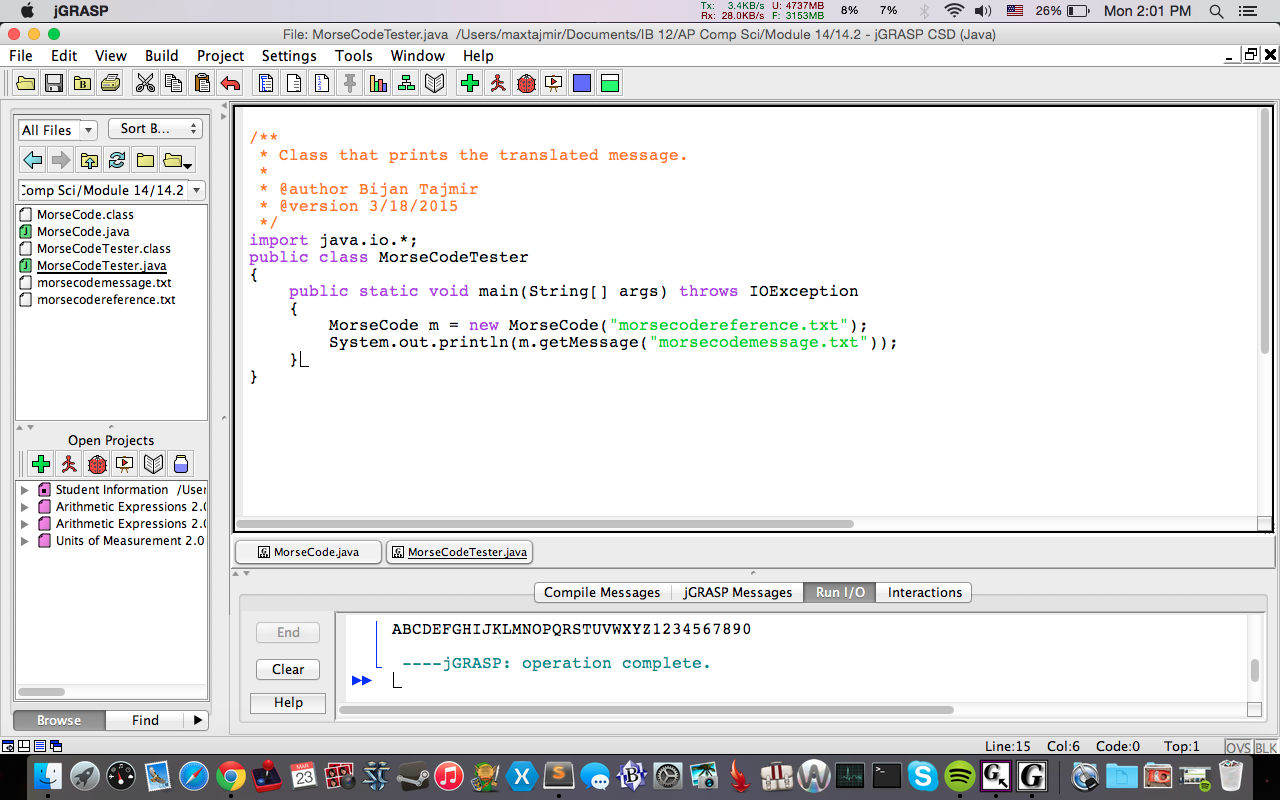 jGRASP
Tx: 3.4KB/s U: 4737MB
Rx: 28.0KB/s F: 3153MB
8% 7% 26% Mon 2:01 PM
File: MorseCodeTester.java /Users/maxtajmir/Documents/IB 12/AP Comp Sci/Module 14/14.2 - jGRASP CSD (Java)
File Edit View Build Project Settings Tools Window Help
All Files Sort B...
Comp Sci/Module 14/14.2
MorseCode.class
MorseCode.java
MorseCodeTester.class
MorseCodeTester.java
morsecodemessage.txt
morsecodereference.txt
Open Projects
Student Information /User
Arithmetic Expressions 2.0
Arithmetic Expressions 2.0
Units of Measurement 2.0
Browse Find
/**
* Class that prints the translated message.
*
* @author Bijan Tajmir
* @version 3/18/2015
*/
import java.io.*;
public class MorseCodeTester
{
public static void main(String[] args) throws IOException
{
MorseCode m = new MorseCode("morsecodereference.txt");
System.out.println(m.getMessage("morsecodemessage.txt"));
}
}
MorseCode.java MorseCodeTester.java
Compile Messages jGRASP Messages Run I/O Interactions
End
Clear
Help
ABCDEFGHIJKLMNOPQRSTUVWXYZ1234567890
----jGRASP: operation complete.
Line:15 Col:6 Code:0 Top:1 OVS BLK
MAR
23